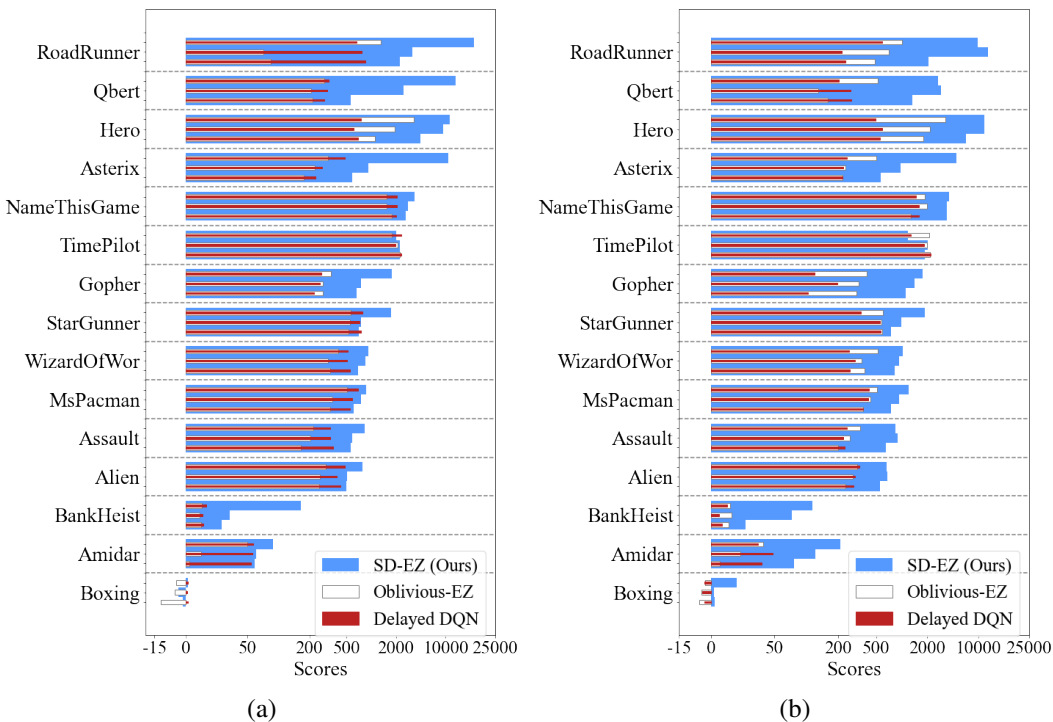 RoadRunner
Qbert
Hero
Asterix
NameThisGame
TimePilot
Gopher
StarGunner
WizardOfWor
MsPacman
Assault
Alien
BankHeist
Amidar
Boxing
SD-EZ (Ours)
Oblivious-EZ
Delayed DQN
-15 0 50 200 500 2000 10000 25000
Scores
(a)
RoadRunner
Qbert
Hero
Asterix
NameThisGame
TimePilot
Gopher
StarGunner
WizardOfWor
MsPacman
Assault
Alien
BankHeist
Amidar
Boxing
SD-EZ (Ours)
Oblivious-EZ
Delayed DQN
-15 0 50 200 500 2000 10000 25000
Scores
(b)